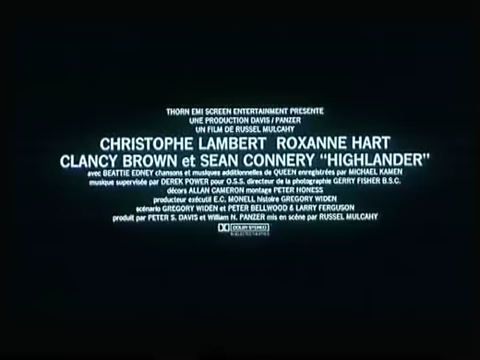 THORN EMI SCREEN ENTERTAINMENT PRESENTE
UNE PRODUCTION DAVIS / PANZER
UN FILM DE RUSSEL MULCAHY
CHRISTOPHE LAMBERT ROXANNE HART
CLANCY BROWN et SEAN CONNERY "HIGHLANDER"
avec BEATTIE EDNEY chansons et musiques additionnelles de QUEEN enregistrées par MICHAEL KAMEN
musique supervisée par DEREK POWER pour O.S.S. directeur de la photographie GERRY FISHER B.S.C.
décors ALLAN CAMERON montage PETER HONESS
producteur exécutif E.C. MONELL histoire GREGORY WIDEN
scénario GREGORY WIDEN et PETER BELLWOOD & LARRY FERGUSON
produit par PETER S. DAVIS et William N. PANZER mis en scène par RUSSEL MULCAHY
DOLBY STEREO